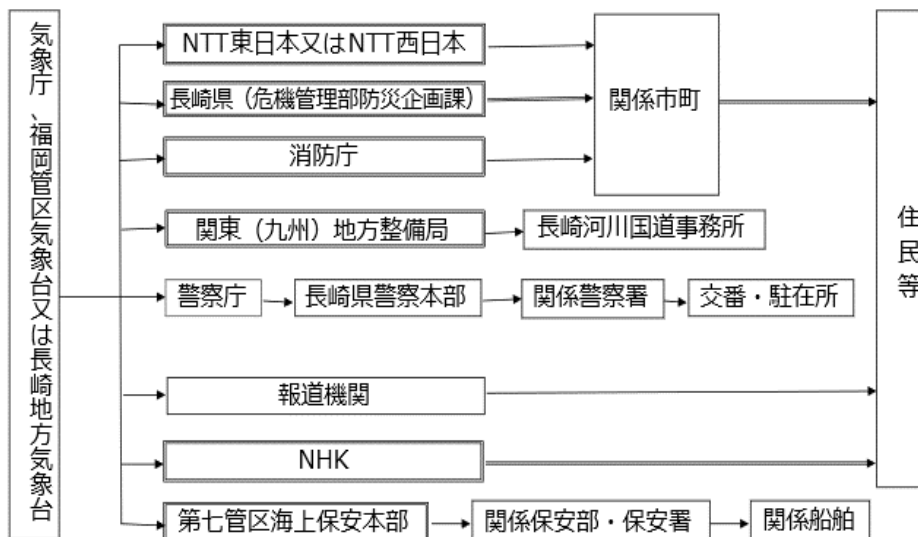 気象庁、福岡管区気象台又は長崎地方気象台
NTT東日本又はNTT西日本
長崎県（危機管理部防災企画課）
消防庁
関係市町
関東（九州）地方整備局
長崎河川国道事務所
警察庁
長崎県警察本部
関係警察署
交番・駐在所
報道機関
NHK
第七管区海上保安本部
関係保安部・保安署
関係船舶
住民等